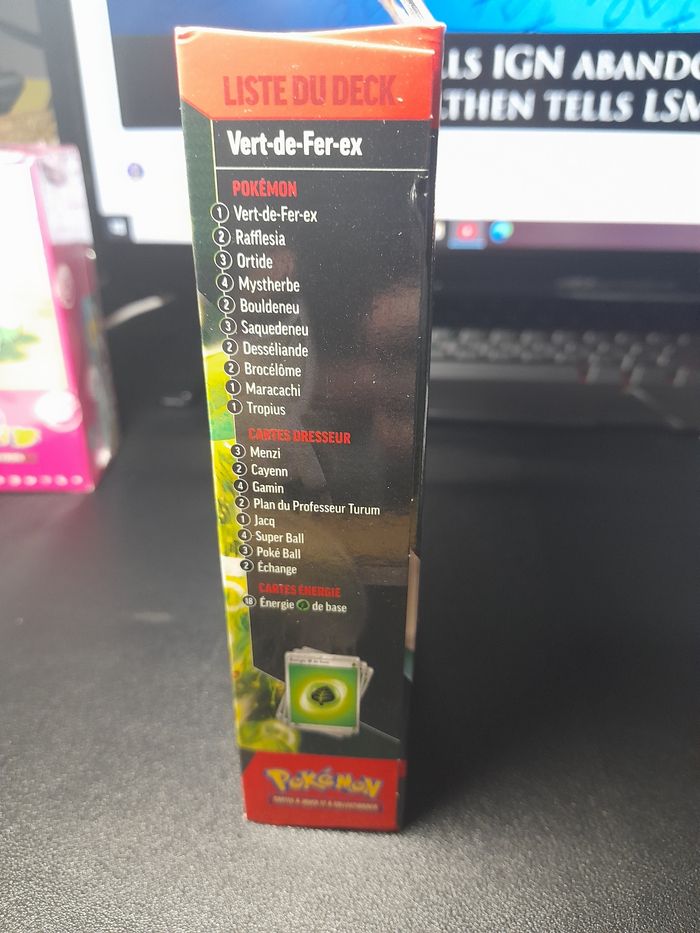 LISTE DU DECK
Vert-de-Fer-ex
POKÉMON
1 Vert-de-Fer-ex
2 Rafflesia
3 Ortide
4 Mystherbe
2 Bouldeneu
3 Saquedeneu
2 Desséliande
2 Brocélôme
1 Maracachi
1 Tropius
CARTES DRESSEUR
3 Menzi
2 Cayenn
4 Gamin
2 Plan du Professeur Turum
1 Jacq
4 Super Ball
3 Poké Ball
2 Échange
CARTES ÉNERGIE
18 Énergie de base
POKéMON
LLS IGN ABANDO
THEN TELLS LSM